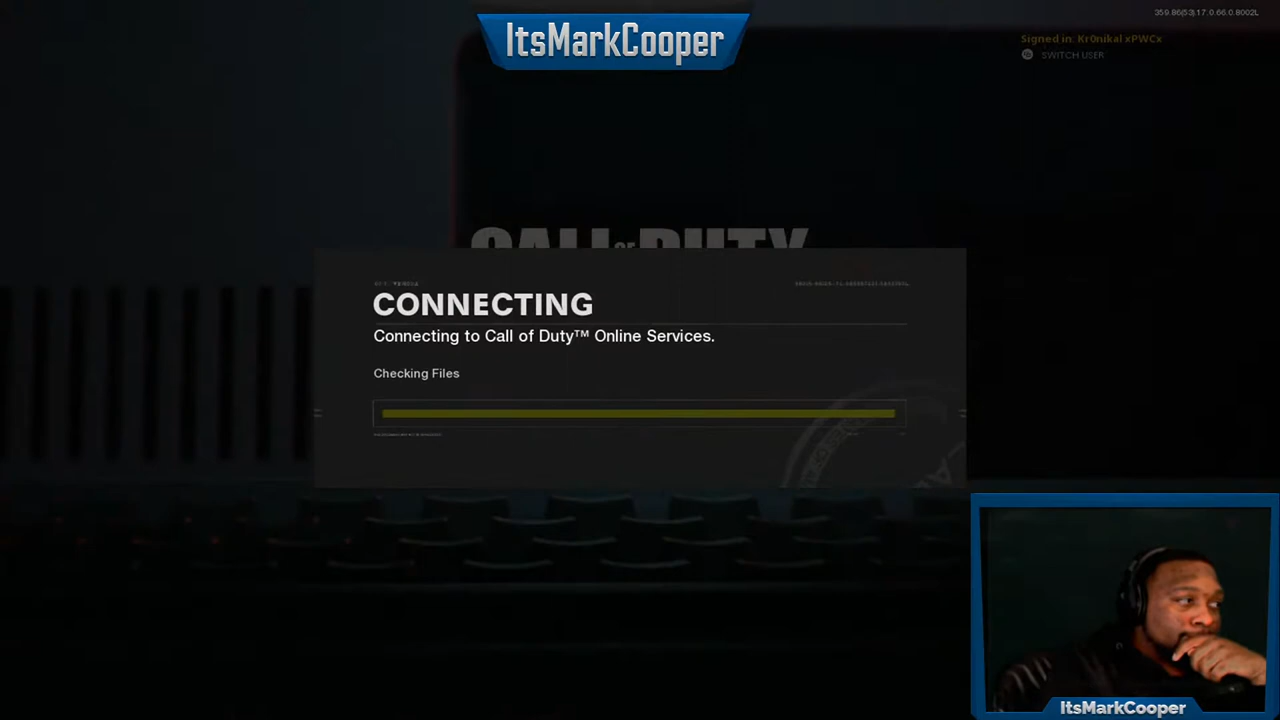 ItsMarkCooper
Signed in: Kr0nikal xPWCx
SWITCH USER
CALL OF DUTY
CONNECTING
Connecting to Call of Duty™ Online Services.
Checking Files
ItsMarkCooper